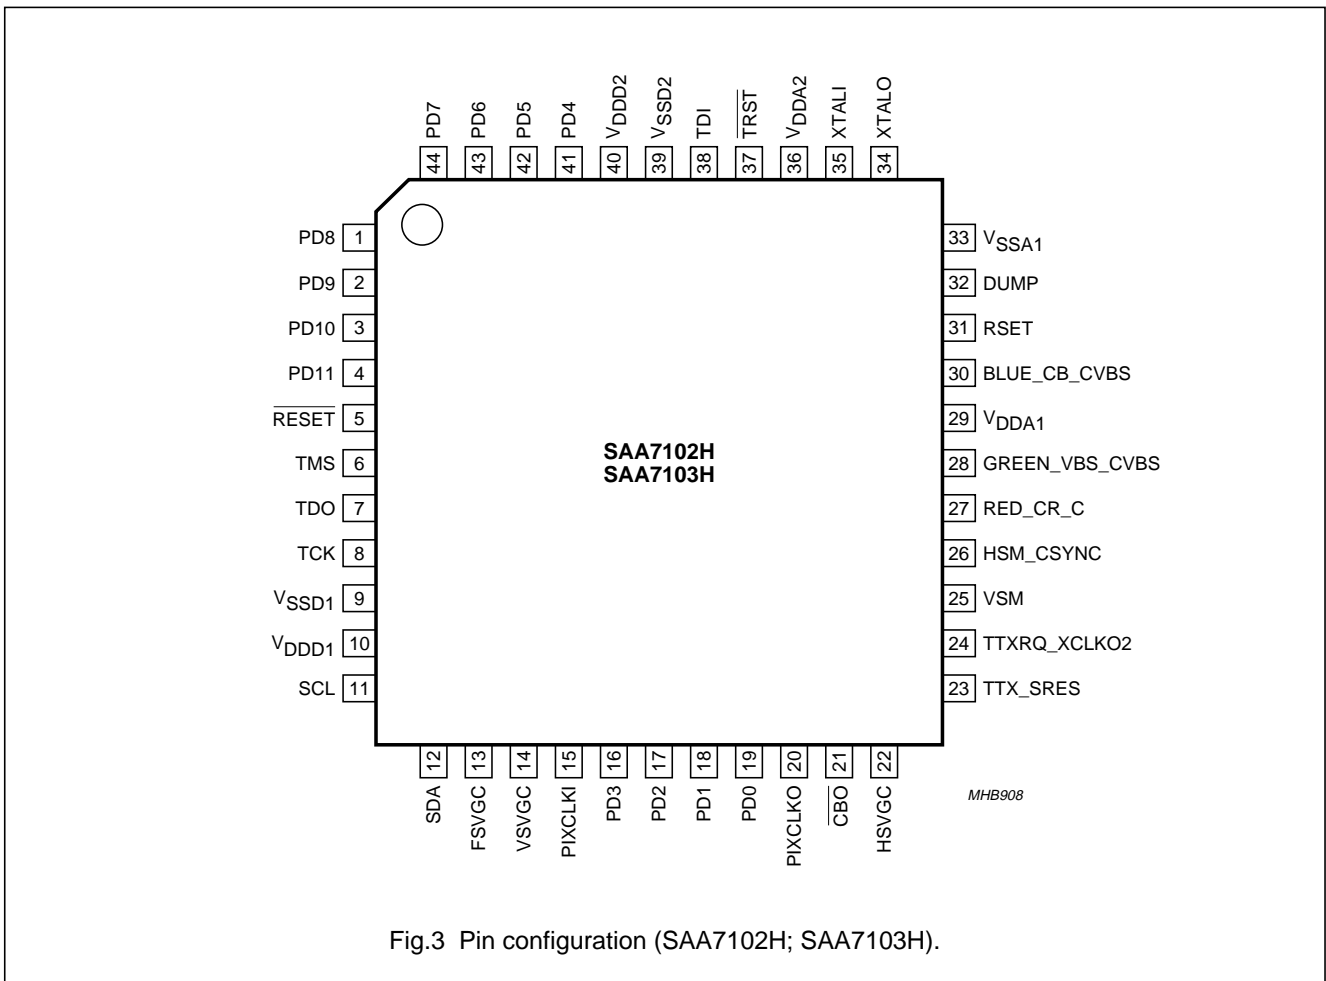 PD7 PD6 PD5 PD4 VDDD2 VSSD2 TDI TRST VDDA2 XTALI XTALO
44 43 42 41 40 39 38 37 36 35 34
PD8 1 33 VSSA1
PD9 2 32 DUMP
PD10 3 31 RSET
PD11 4 30 BLUE_CB_CVBS
RESET 5 29 VDDA1
SAA7102H
SAA7103H
TMS 6 28 GREEN_VBS_CVBS
TDO 7 27 RED_CR_C
TCK 8 26 HSM_CSYNC
VSSD1 9 25 VSM
VDDD1 10 24 TTXRQ_XCLKO2
SCL 11 23 TTX_SRES
12 13 14 15 16 17 18 19 20 21 22
SDA FSVGC VSVGC PIXCLKI PD3 PD2 PD1 PD0 PIXCLKO CBO HSVGC
MHB908
Fig.3 Pin configuration (SAA7102H; SAA7103H).